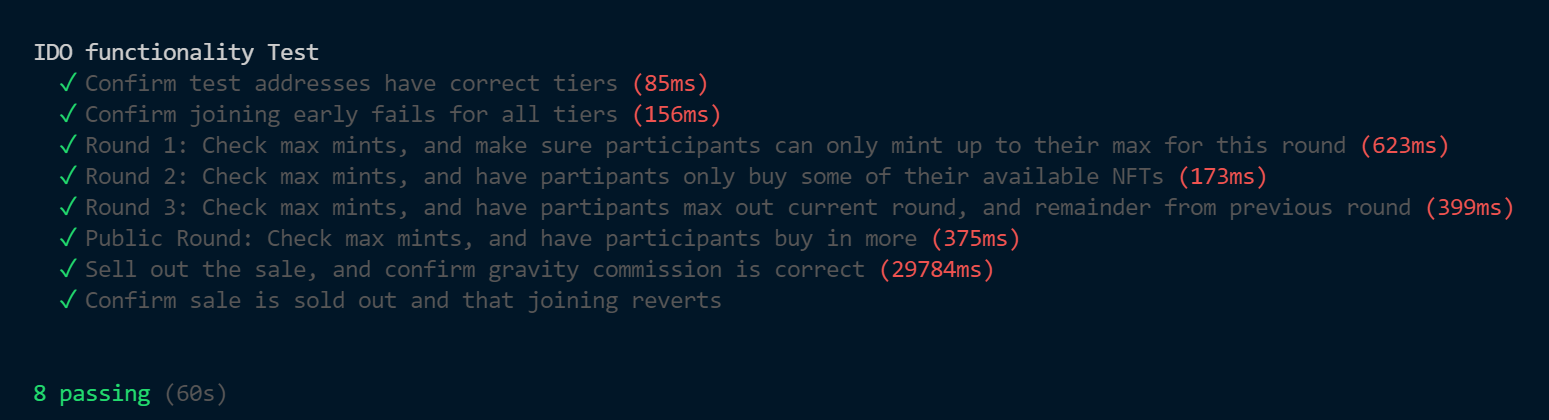 IDO functionality Test
✓ Confirm test addresses have correct tiers (85ms)
✓ Confirm joining early fails for all tiers (156ms)
✓ Round 1: Check max mints, and make sure participants can only mint up to their max for this round (623ms)
✓ Round 2: Check max mints, and have partipants only buy some of their available NFTs (173ms)
✓ Round 3: Check max mints, and have partipants max out current round, and remainder from previous round (399ms)
✓ Public Round: Check max mints, and have participants buy in more (375ms)
✓ Sell out the sale, and confirm gravity commission is correct (29784ms)
✓ Confirm sale is sold out and that joining reverts
8 passing (60s)